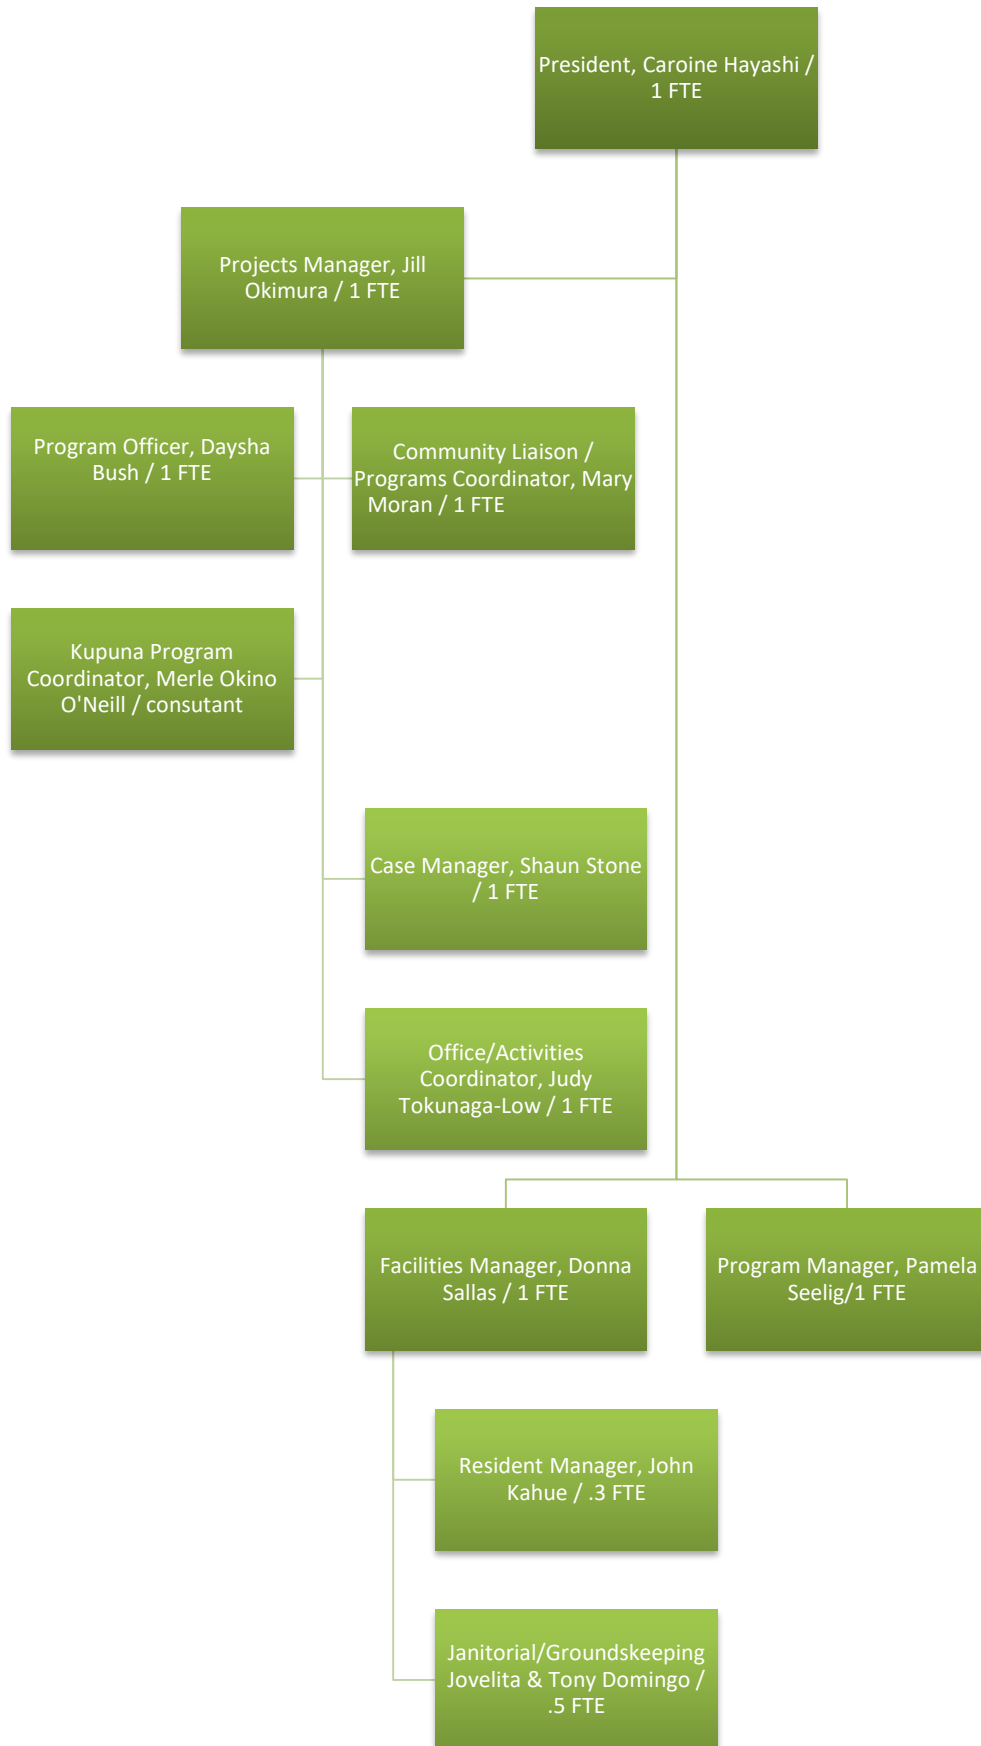 President, Caroine Hayashi /
1 FTE
Projects Manager, Jill
Okimura / 1 FTE
Program Officer, Daysha
Bush / 1 FTE
Community Liaison /
Programs Coordinator, Mary
Moran / 1 FTE
Kupuna Program
Coordinator, Merle Okino
O'Neill / consutant
Case Manager, Shaun Stone
/ 1 FTE
Office/Activities
Coordinator, Judy
Tokunaga-Low / 1 FTE
Facilities Manager, Donna
Sallas / 1 FTE
Program Manager, Pamela
Seelig/1 FTE
Resident Manager, John
Kahue / .3 FTE
Janitorial/Groundskeeping
Jovelita & Tony Domingo /
.5 FTE